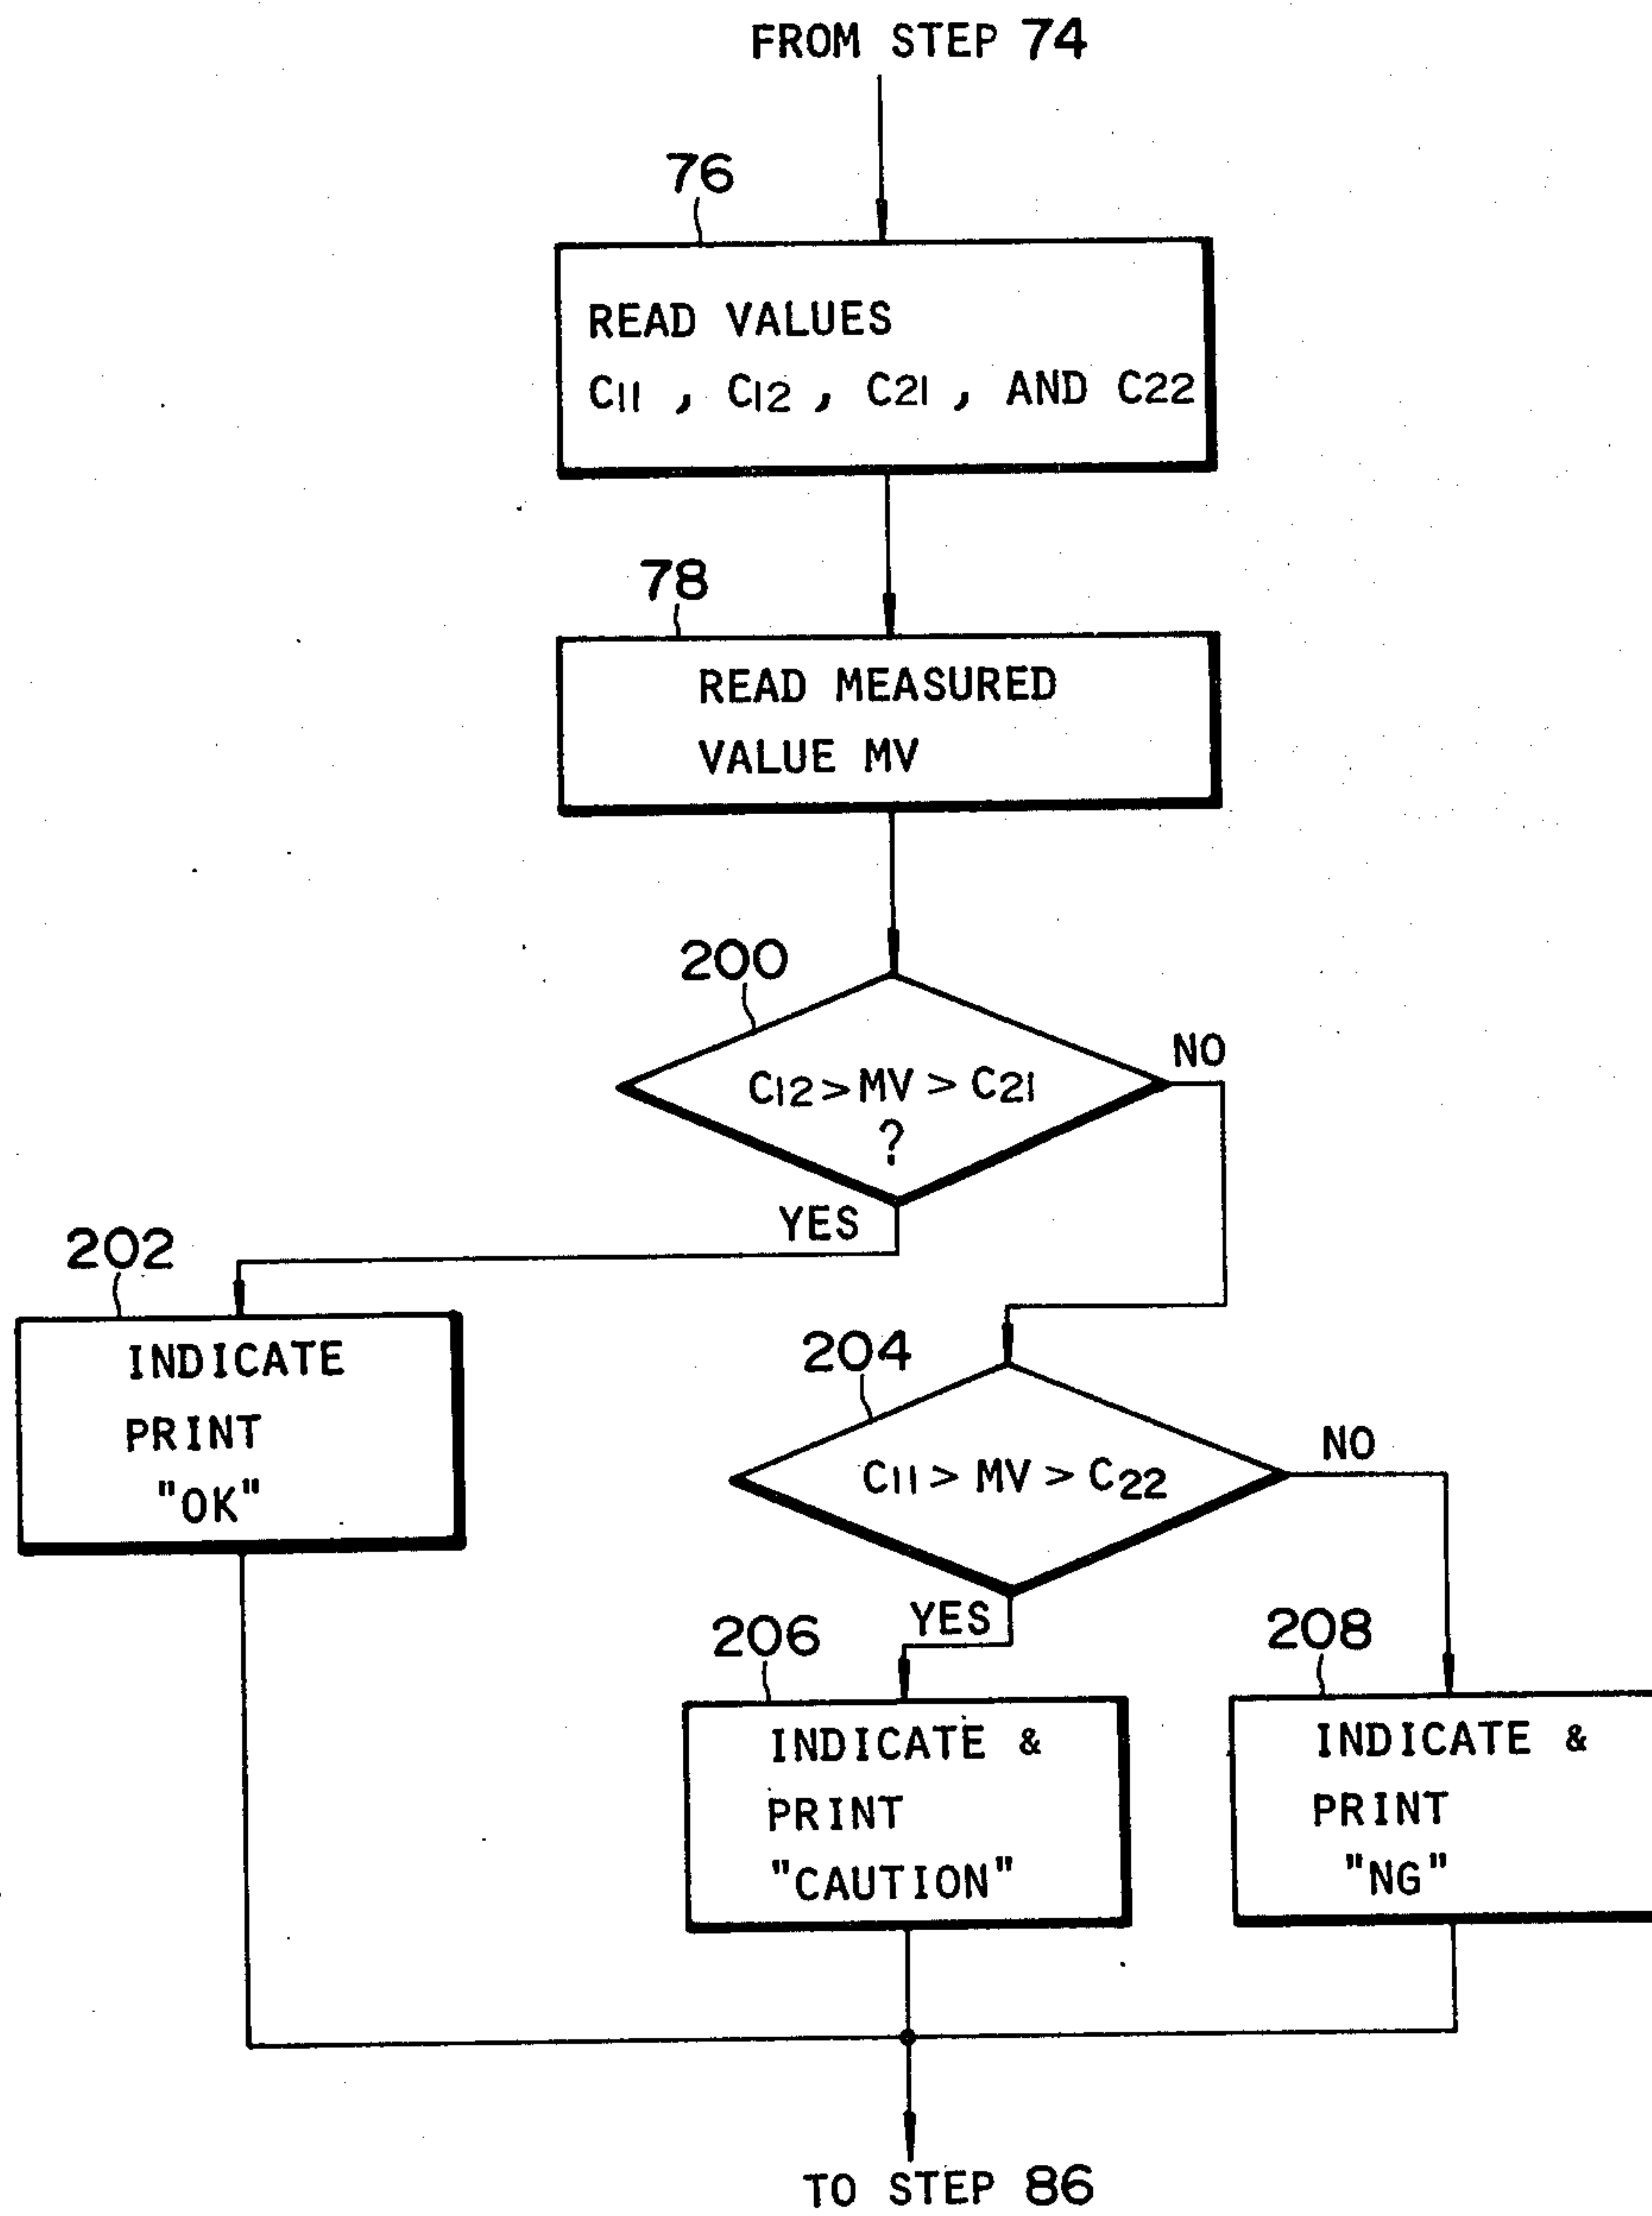 FROM STEP 74
76
READ VALUES
C11 , C12 , C21 , AND C22
78
READ MEASURED
VALUE MV
200
C12 > MV > C21
?
NO
YES
202
INDICATE
PRINT
"OK"
204
C11 > MV > C22
NO
YES
206
INDICATE &
PRINT
"CAUTION"
208
INDICATE &
PRINT
"NG"
TO STEP 86